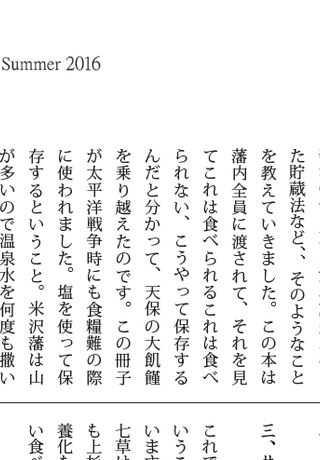 Summer 2016
た貯蔵法など、、そのようなこと
を教えていきました。この本は
藩内全員に渡されて、それを見
てこれは食べられるこれは食べ
られない、こうやって保存する
んだと分かって、天保の大飢饉
を乗り越えたのです。この冊子
が太平洋戦争時にも食糧難の際
に使われました。塩を使って保
存するということ。米沢藩は山
が多いので温泉水を何度も撒い
三、
これで
いうこ
います
七草は
も上杉
養化も
い食べ